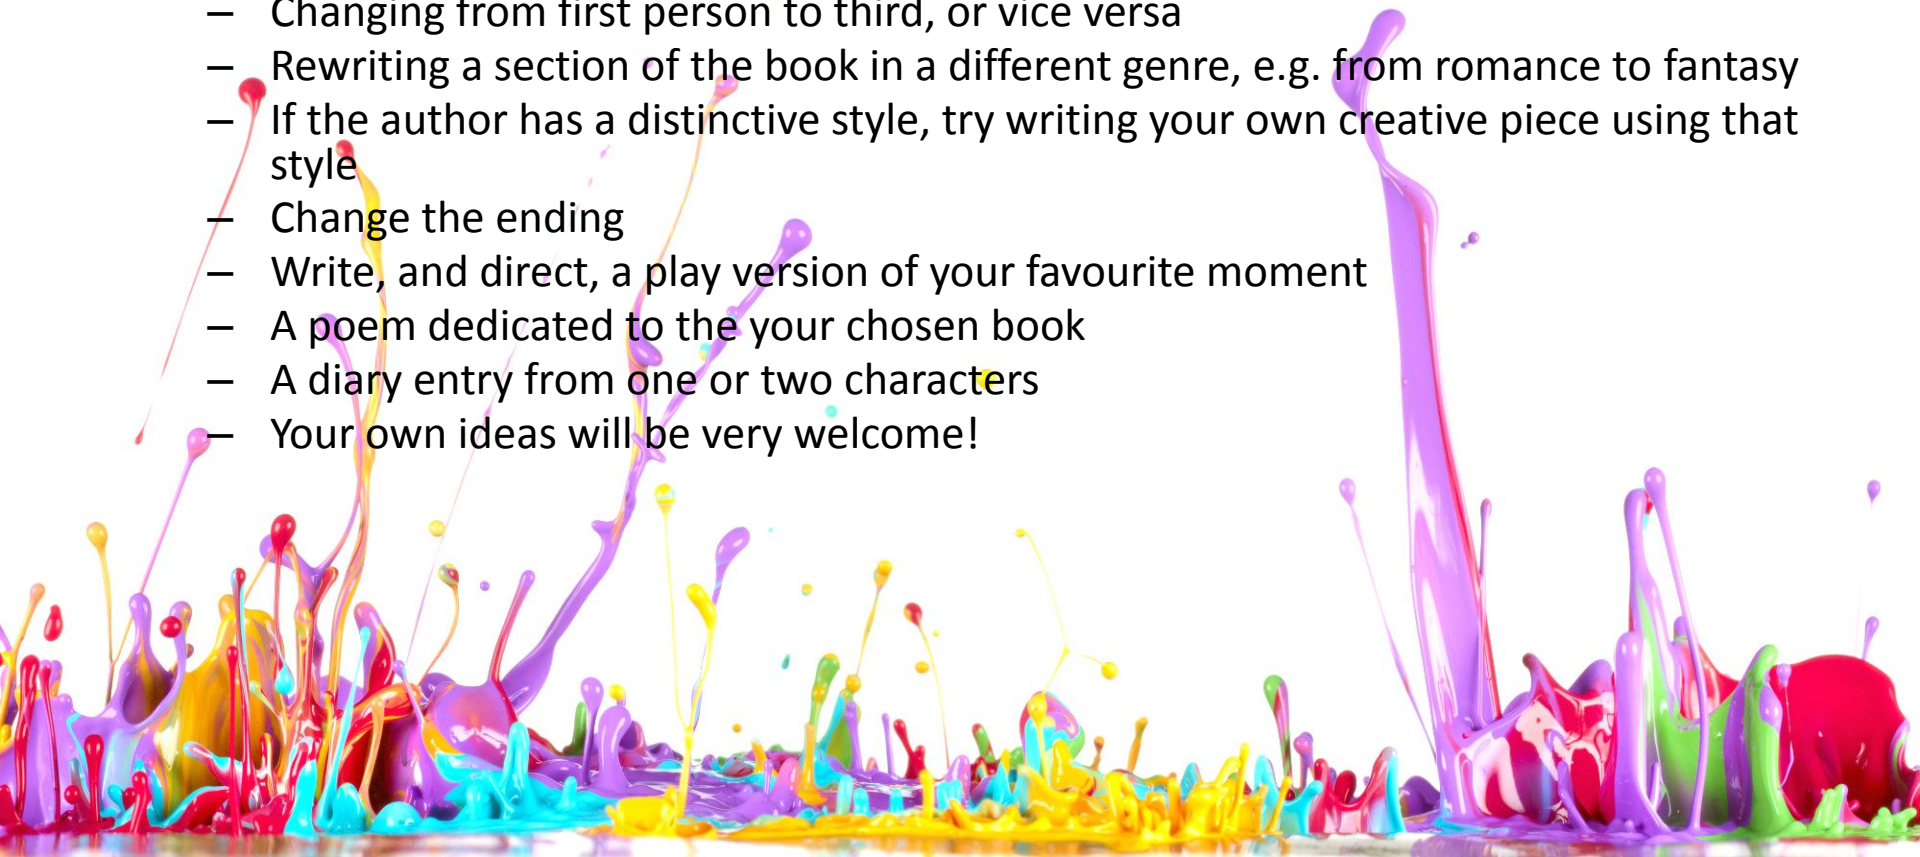 – Changing from first person to third, or vice versa
– Rewriting a section of the book in a different genre, e.g. from romance to fantasy
– If the author has a distinctive style, try writing your own creative piece using that
style
– Change the ending
– Write, and direct, a play version of your favourite moment
– A poem dedicated to the your chosen book
– A diary entry from one or two characters
– Your own ideas will be very welcome!